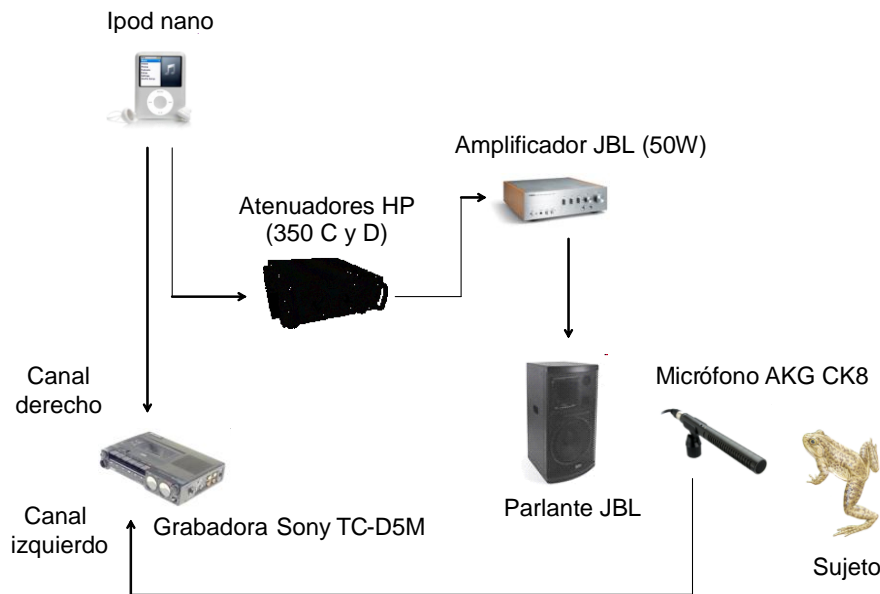 Ipod nano
Amplificador JBL (50W)
Atenuadores HP
(350 C y D)
Canal
derecho
Micrófono AKG CK8
Canal
izquierdo
Grabadora Sony TC-D5M
Parlante JBL
Sujeto